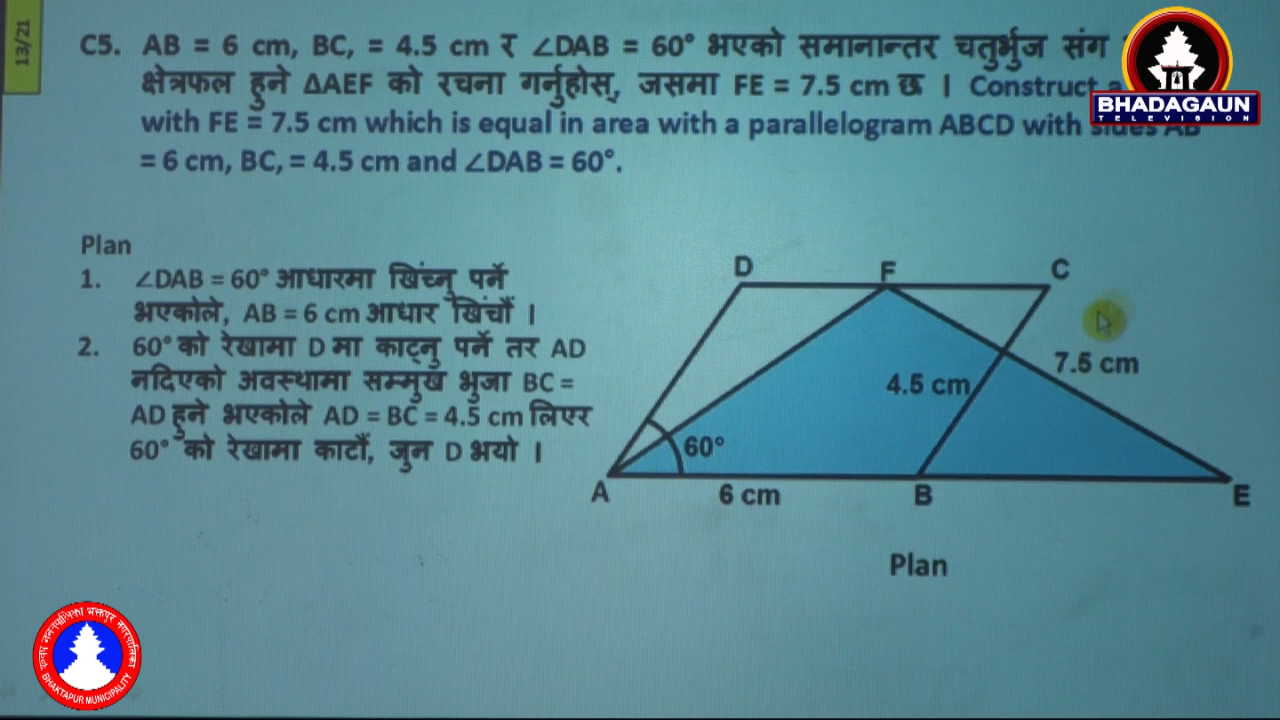 13/21
C5. AB = 6 cm, BC, = 4.5 cm र ∠DAB = 60° भएको समानान्तर चतुर्भुज संग
क्षेत्रफल हुने ΔAEF को रचना गर्नुहोस्, जसमा FE = 7.5 cm छ । Construct a
with FE = 7.5 cm which is equal in area with a parallelogram ABCD with sides AB
= 6 cm, BC, = 4.5 cm and ∠DAB = 60°.
BHADAGAUN
TELEVISION
Plan
1. ∠DAB = 60° आधारमा खिंच्नु पर्ने
भएकोले, AB = 6 cm आधार खिंचौं ।
2. 60° को रेखामा D मा काट्नु पर्ने तर AD
नदिएको अवस्थामा सम्मुख भुजा BC =
AD हुने भएकोले AD = BC = 4.5 cm लिएर
60° को रेखामा काटौं, जुन D भयो ।
D F C
7.5 cm
4.5 cm
60°
A 6 cm B E
Plan
BHAKTAPUR MUNICIPALITY